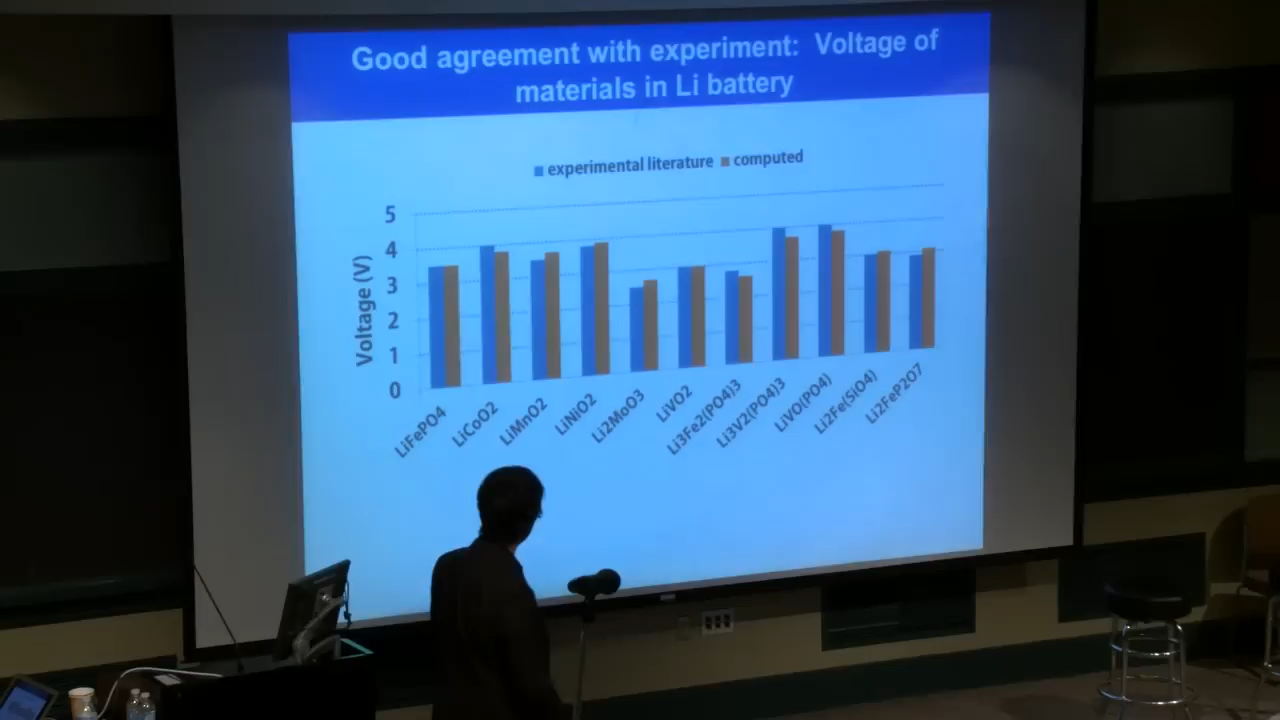 Good agreement with experiment: Voltage of
materials in Li battery
experimental literature computed
Voltage (V)
5
4
3
2
1
0
LiFePO4
LiCoO2
LiMnO2
LiNiO2
Li2MoO3
LiVO2
Li3Fe2(PO4)3
Li3V2(PO4)3
LiVO(PO4)
Li2Fe(SiO4)
Li2FeP2O7